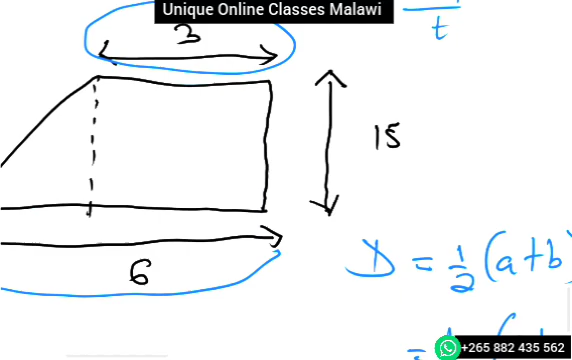 Unique Online Classes Malawi
3
t
15
6
D = 1/2 (a+b)
=
+265 882 435 562